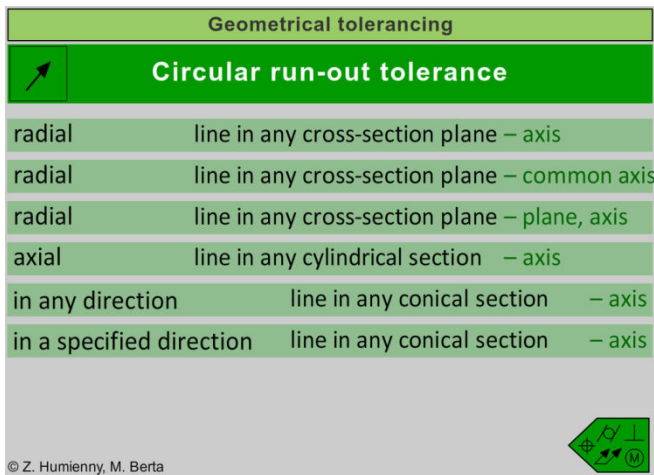 Geometrical tolerancing
Circular run-out tolerance
radial line in any cross-section plane – axis
radial line in any cross-section plane – common axis
radial line in any cross-section plane – plane, axis
axial line in any cylindrical section – axis
in any direction line in any conical section – axis
in a specified direction line in any conical section – axis
M
© Z. Humienny, M. Berta